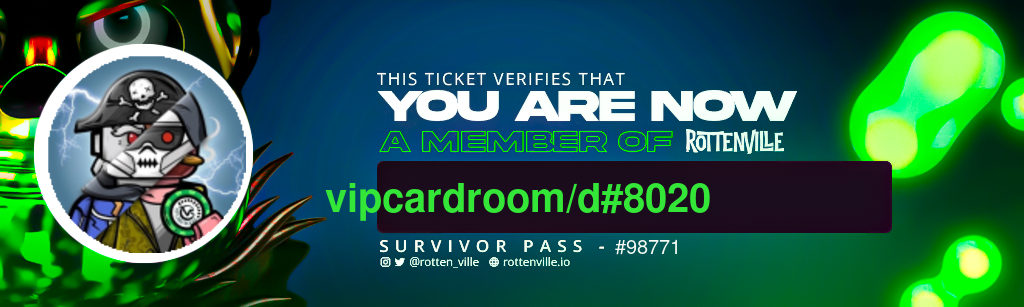 THIS TICKET VERIFIES THAT
YOU ARE NOW
A MEMBER OF ROTTENVILLE
vipcardroom/d#8020
SURVIVOR PASS - #98771
@rotten_ville rottenville.io